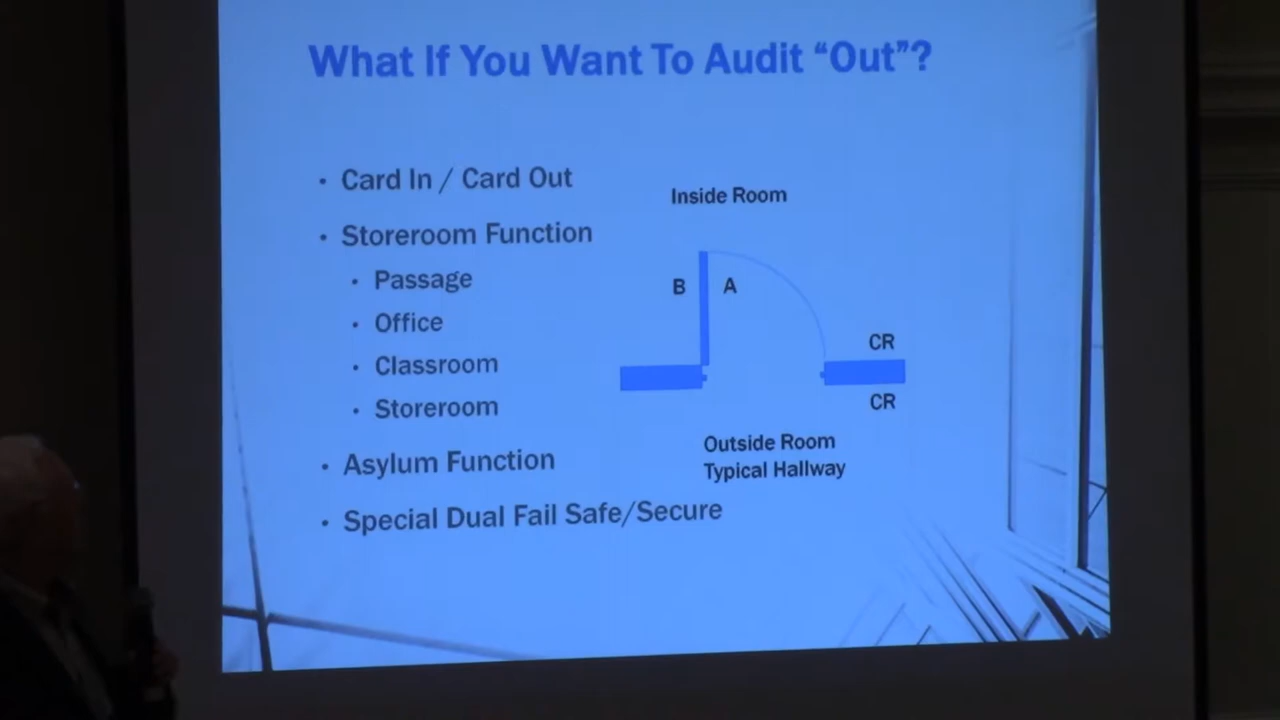 What If You Want To Audit “Out”?
• Card In / Card Out
• Storeroom Function
• Passage
• Office
• Classroom
• Storeroom
• Asylum Function
• Special Dual Fail Safe/Secure
Inside Room
B A
CR
CR
Outside Room
Typical Hallway